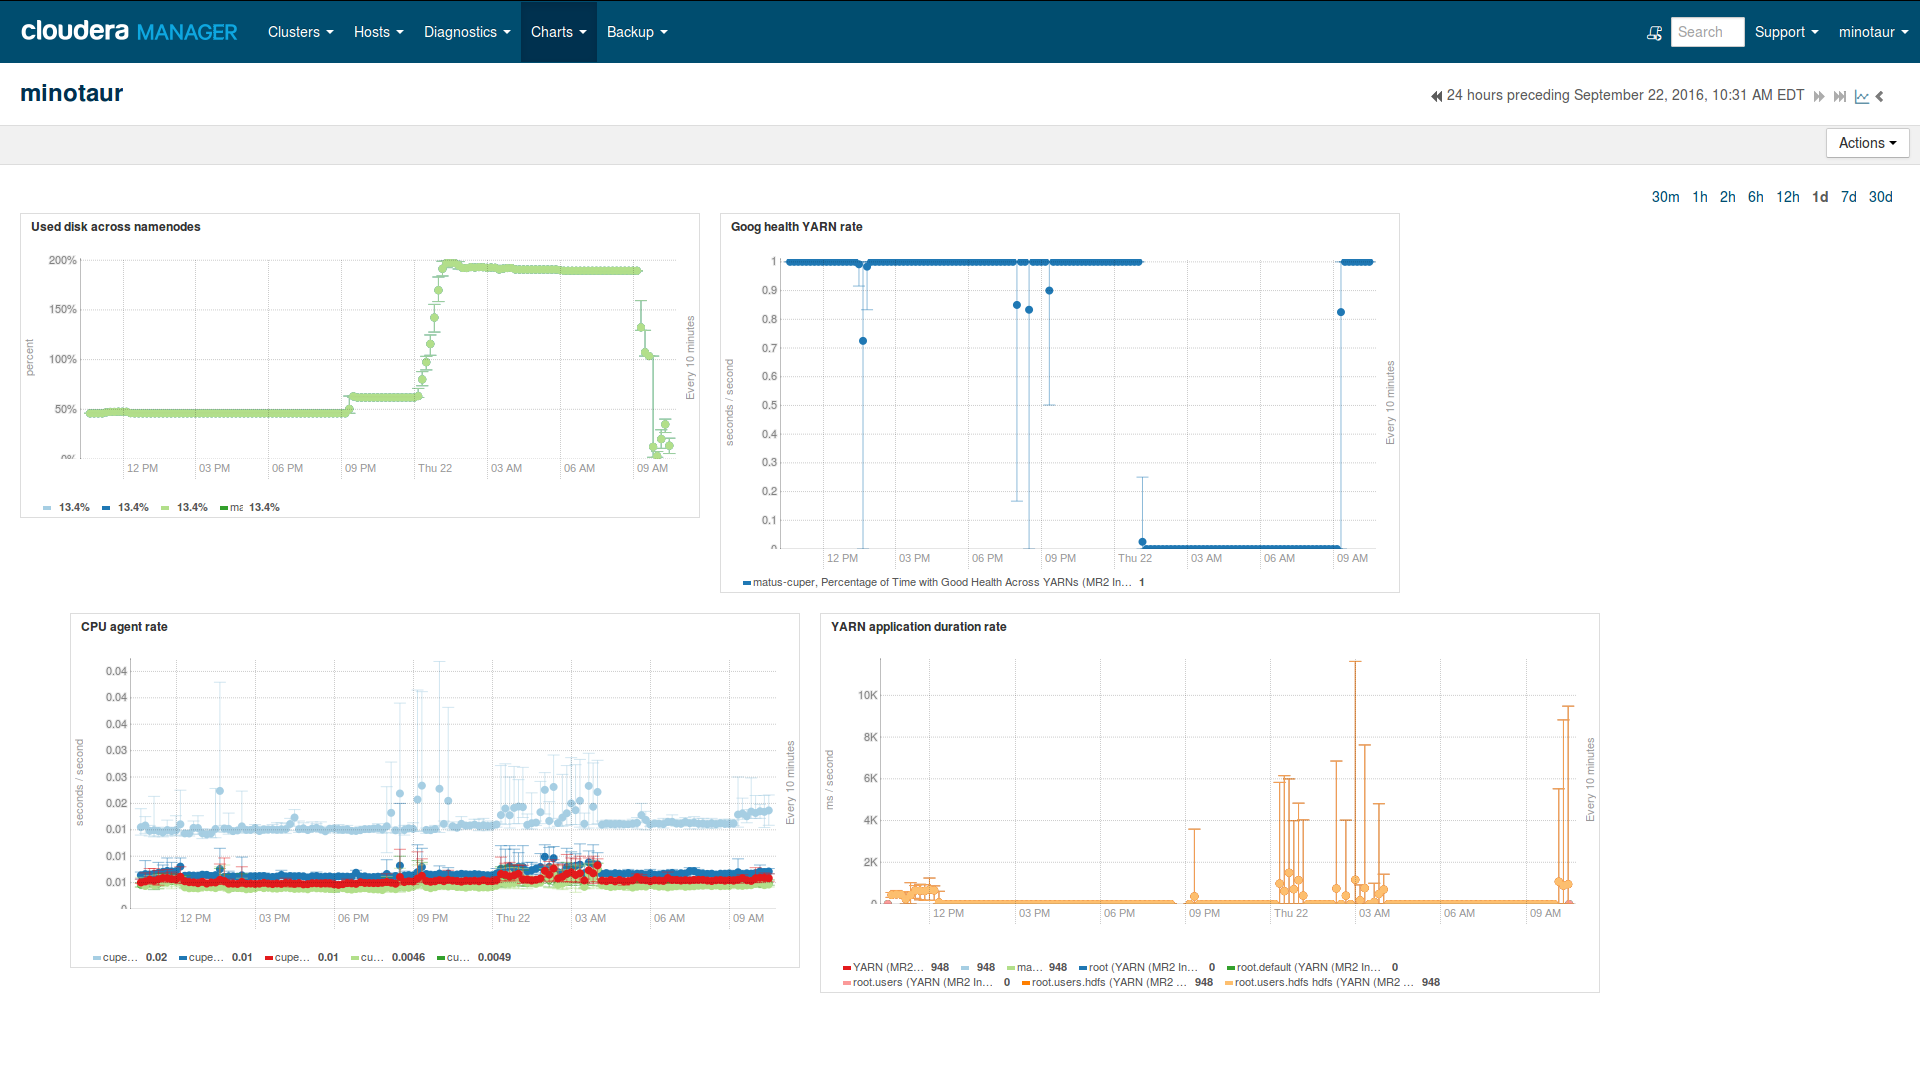 cloudera MANAGER Clusters Hosts Diagnostics Charts Backup Search Support minotaur
minotaur
24 hours preceding September 22, 2016, 10:31 AM EDT
Actions
30m 1h 2h 6h 12h 1d 7d 30d
Used disk across namenodes
200%
150%
100%
50%
0%
percent
Every 10 minutes
12 PM 03 PM 06 PM 09 PM Thu 22 03 AM 06 AM 09 AM
13.4% 13.4% 13.4% ma 13.4%
Goog health YARN rate
1
0.9
0.8
0.7
0.6
0.5
0.4
0.3
0.2
0.1
0
seconds / second
Every 10 minutes
12 PM 03 PM 06 PM 09 PM Thu 22 03 AM 06 AM 09 AM
matus-cuper, Percentage of Time with Good Health Across YARNs (MR2 In... 1
CPU agent rate
0.04
0.04
0.04
0.03
0.03
0.02
0.01
0.01
0.01
0
seconds / second
Every 10 minutes
12 PM 03 PM 06 PM 09 PM Thu 22 03 AM 06 AM 09 AM
cupe... 0.02 cupe... 0.01 cupe... 0.01 cu... 0.0046 cu... 0.0049
YARN application duration rate
10K
8K
6K
4K
2K
0
ms / second
Every 10 minutes
12 PM 03 PM 06 PM 09 PM Thu 22 03 AM 06 AM 09 AM
YARN (MR2... 948 948 ma... 948 root (YARN (MR2 In... 0 root.default (YARN (MR2 In... 0
root.users (YARN (MR2 In... 0 root.users.hdfs (YARN (MR2 ... 948 root.users.hdfs hdfs (YARN (MR2 ... 948